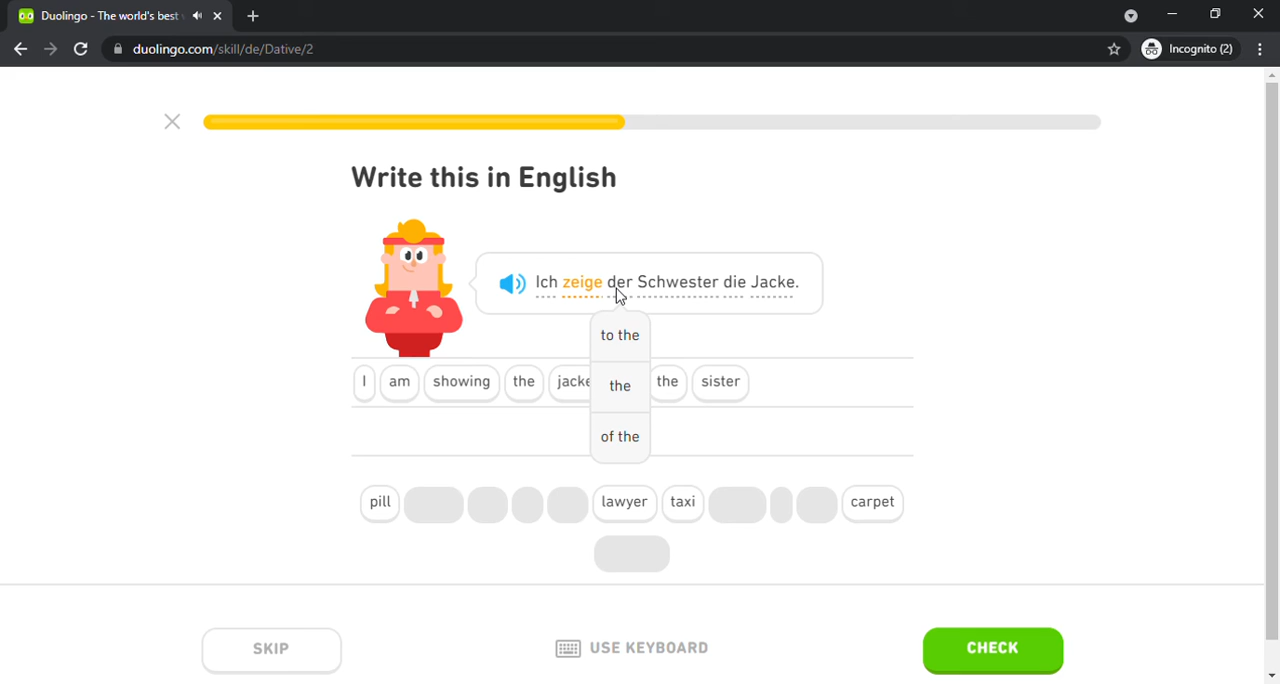 Duolingo - The world's best
duolingo.com/skill/de/Dative/2
Incognito (2)
Write this in English
Ich zeige der Schwester die Jacke.
to the
the
of the
I am showing the the sister
pill lawyer taxi carpet
SKIP
USE KEYBOARD
CHECK